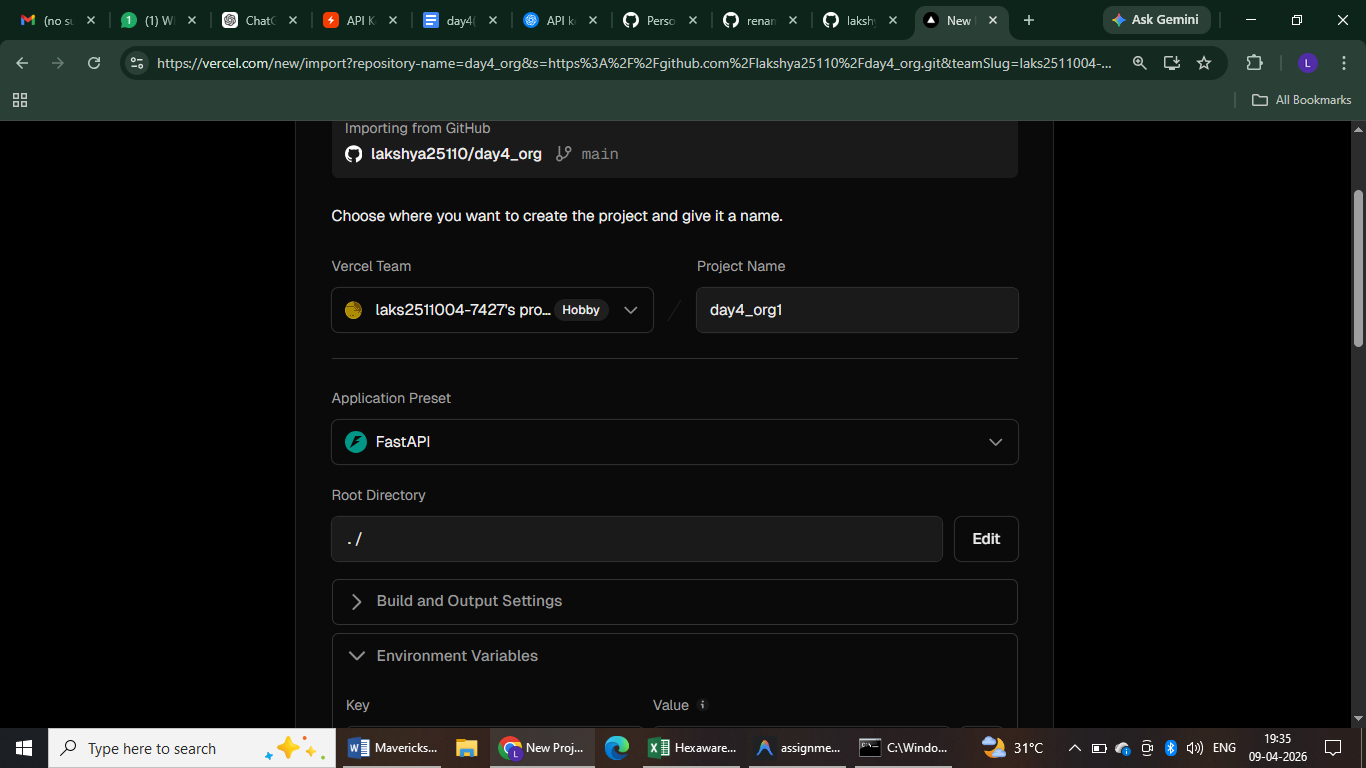 (no su
(1) W
1
ChatG
API K
day4(
API k
Perso
renan
lakshy
New I
Ask Gemini
https://vercel.com/new/import?repository-name=day4_org&s=https%3A%2F%2Fgithub.com%2Flakshya25110%2Fday4_org.git&teamSlug=laks2511004-...
L
All Bookmarks
Importing from GitHub
lakshya25110/day4_org main
Choose where you want to create the project and give it a name.
Vercel Team Project Name
laks2511004-7427's pro... Hobby / day4_org1
Application Preset
FastAPI
Root Directory
./ Edit
Build and Output Settings
Environment Variables
Key Value i
Type here to search
Mavericks...
New Proj...
Hexaware...
assignme...
C:\Windo...
31°C
ENG
19:35
09-04-2026